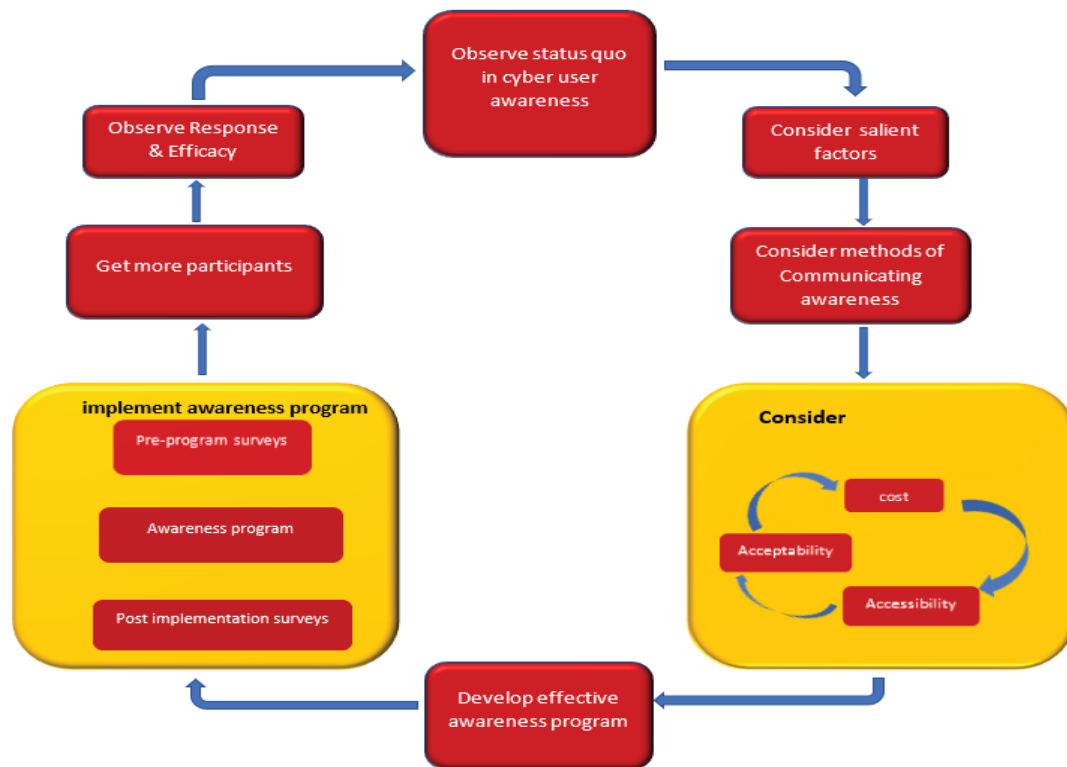 Observe status quo
in cyber user
awareness
Consider salient
factors
Consider methods of
Communicating
awareness
Consider
cost
Accessibility
Acceptability
Develop effective
awareness program
implement awareness program
Pre-program surveys
Awareness program
Post implementation surveys
Get more participants
Observe Response
& Efficacy